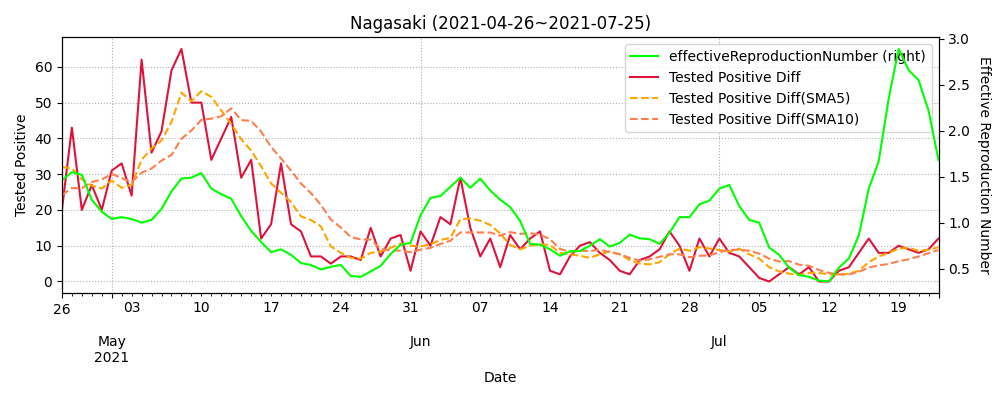 Nagasaki (2021-04-26~2021-07-25)
effectiveReproductionNumber (right)
Tested Positive Diff
Tested Positive Diff(SMA5)
Tested Positive Diff(SMA10)
Tested Positive
60
50
40
30
20
10
0
3.0
2.5
2.0
1.5
1.0
0.5
Effective Reproduction Number
26 03 10 17 24 31 07 14 21 28 05 12 19
May Jun Jul
2021
Date